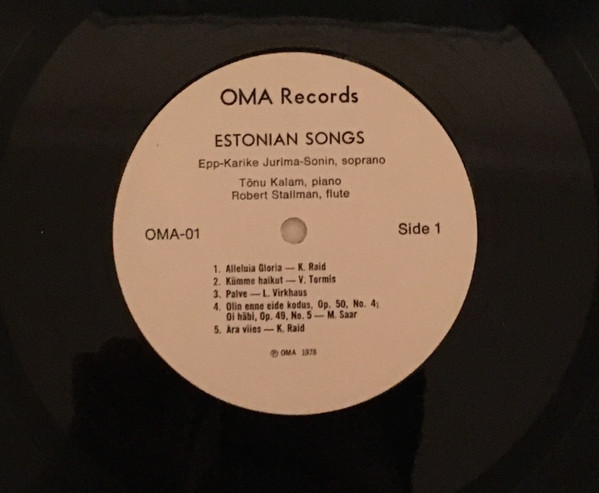 OMA Records
ESTONIAN SONGS
Epp-Karike Jurima-Sonin, soprano
Tõnu Kalam, piano
Robert Stallman, flute
OMA-01
Side 1
1. Alleluia Gloria — K. Raid
2. Kümme haikut — V. Tormis
3. Palve — L. Virkhaus
4. Olin enne eide kodus, Op. 50, No. 4;
Oi häbi, Op. 49, No. 5 — M. Saar
5. Ära viies — K. Raid
℗ OMA 1978